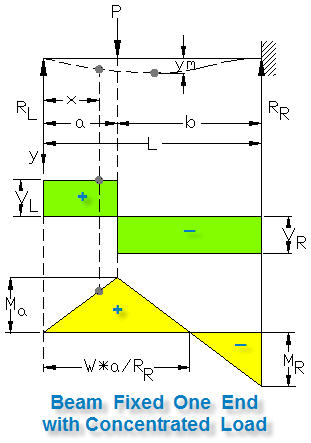 P
ym
RL
x
RR
a
b
y
L
VL
+
−
VR
Ma
+
−
W*a/RR
MR
Beam Fixed One End
with Concentrated Load